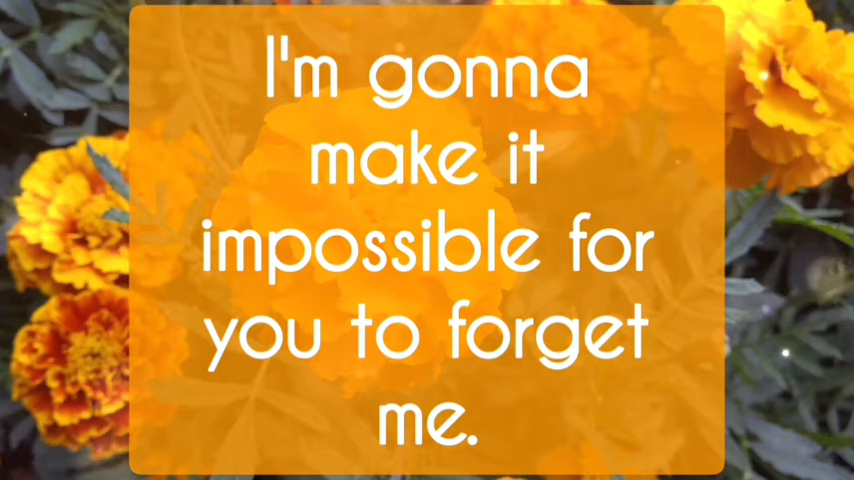 I'm gonna
make it
impossible for
you to forget
me.